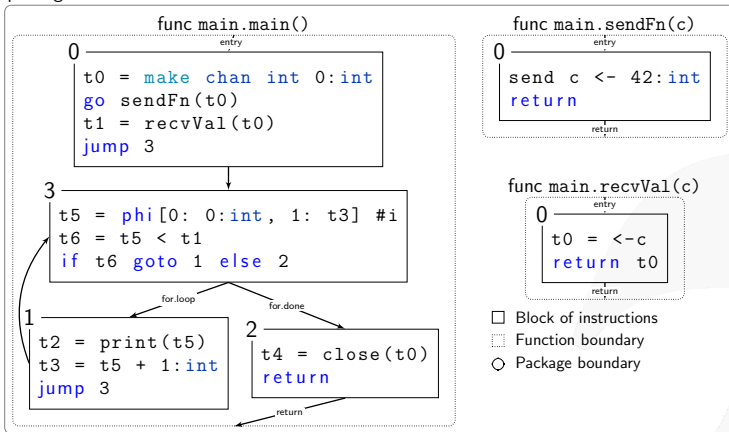 func main.main()
entry
0
t0 = make chan int 0:int
go sendFn(t0)
t1 = recvVal(t0)
jump 3
3
t5 = phi[0: 0:int, 1: t3] #i
t6 = t5 < t1
if t6 goto 1 else 2
for.loop
for.done
1
t2 = print(t5)
t3 = t5 + 1:int
jump 3
2
t4 = close(t0)
return
return
func main.sendFn(c)
entry
0
send c <- 42:int
return
return
func main.recvVal(c)
entry
0
t0 = <-c
return t0
return
Block of instructions
Function boundary
Package boundary